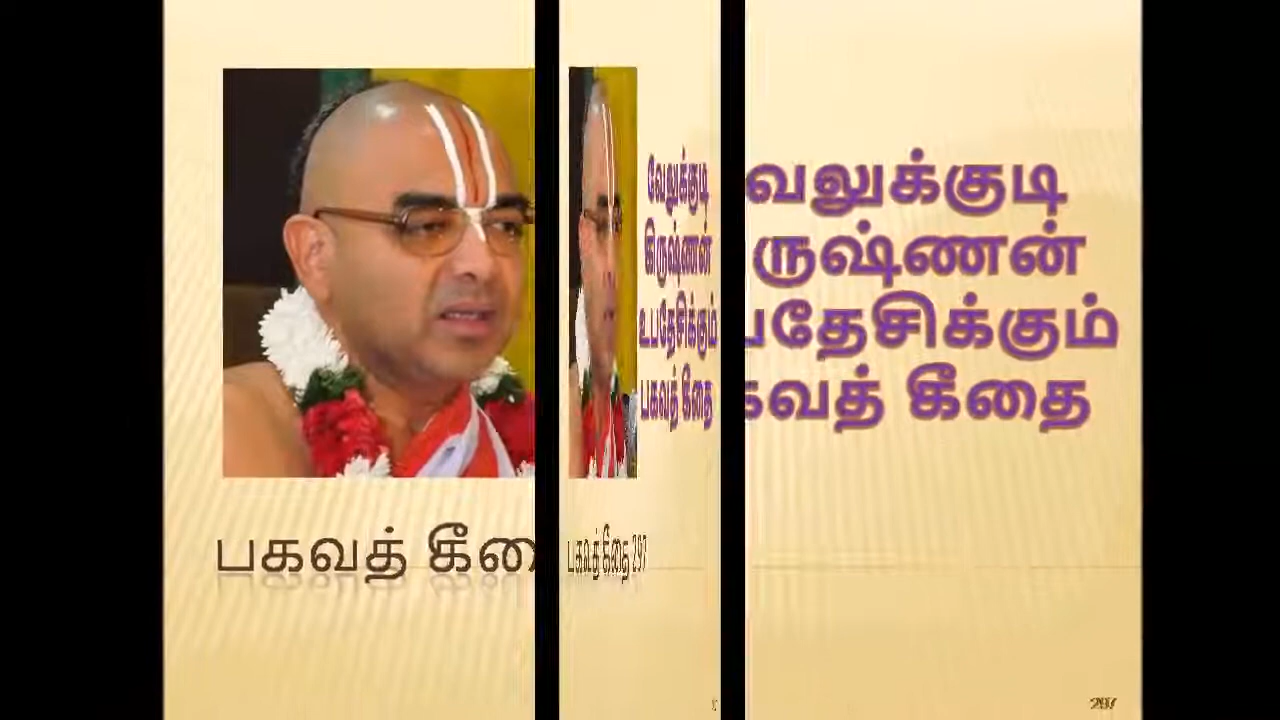 வேலுக்குடி
கிருஷ்ணன்
உபதேசிக்கும்
பகவத் கீதை
வலுக்குடி
ருஷ்ணன்
பதேசிக்கும்
கவத் கீதை
பகவத் கீதை
பகவத் கீதை 297
297